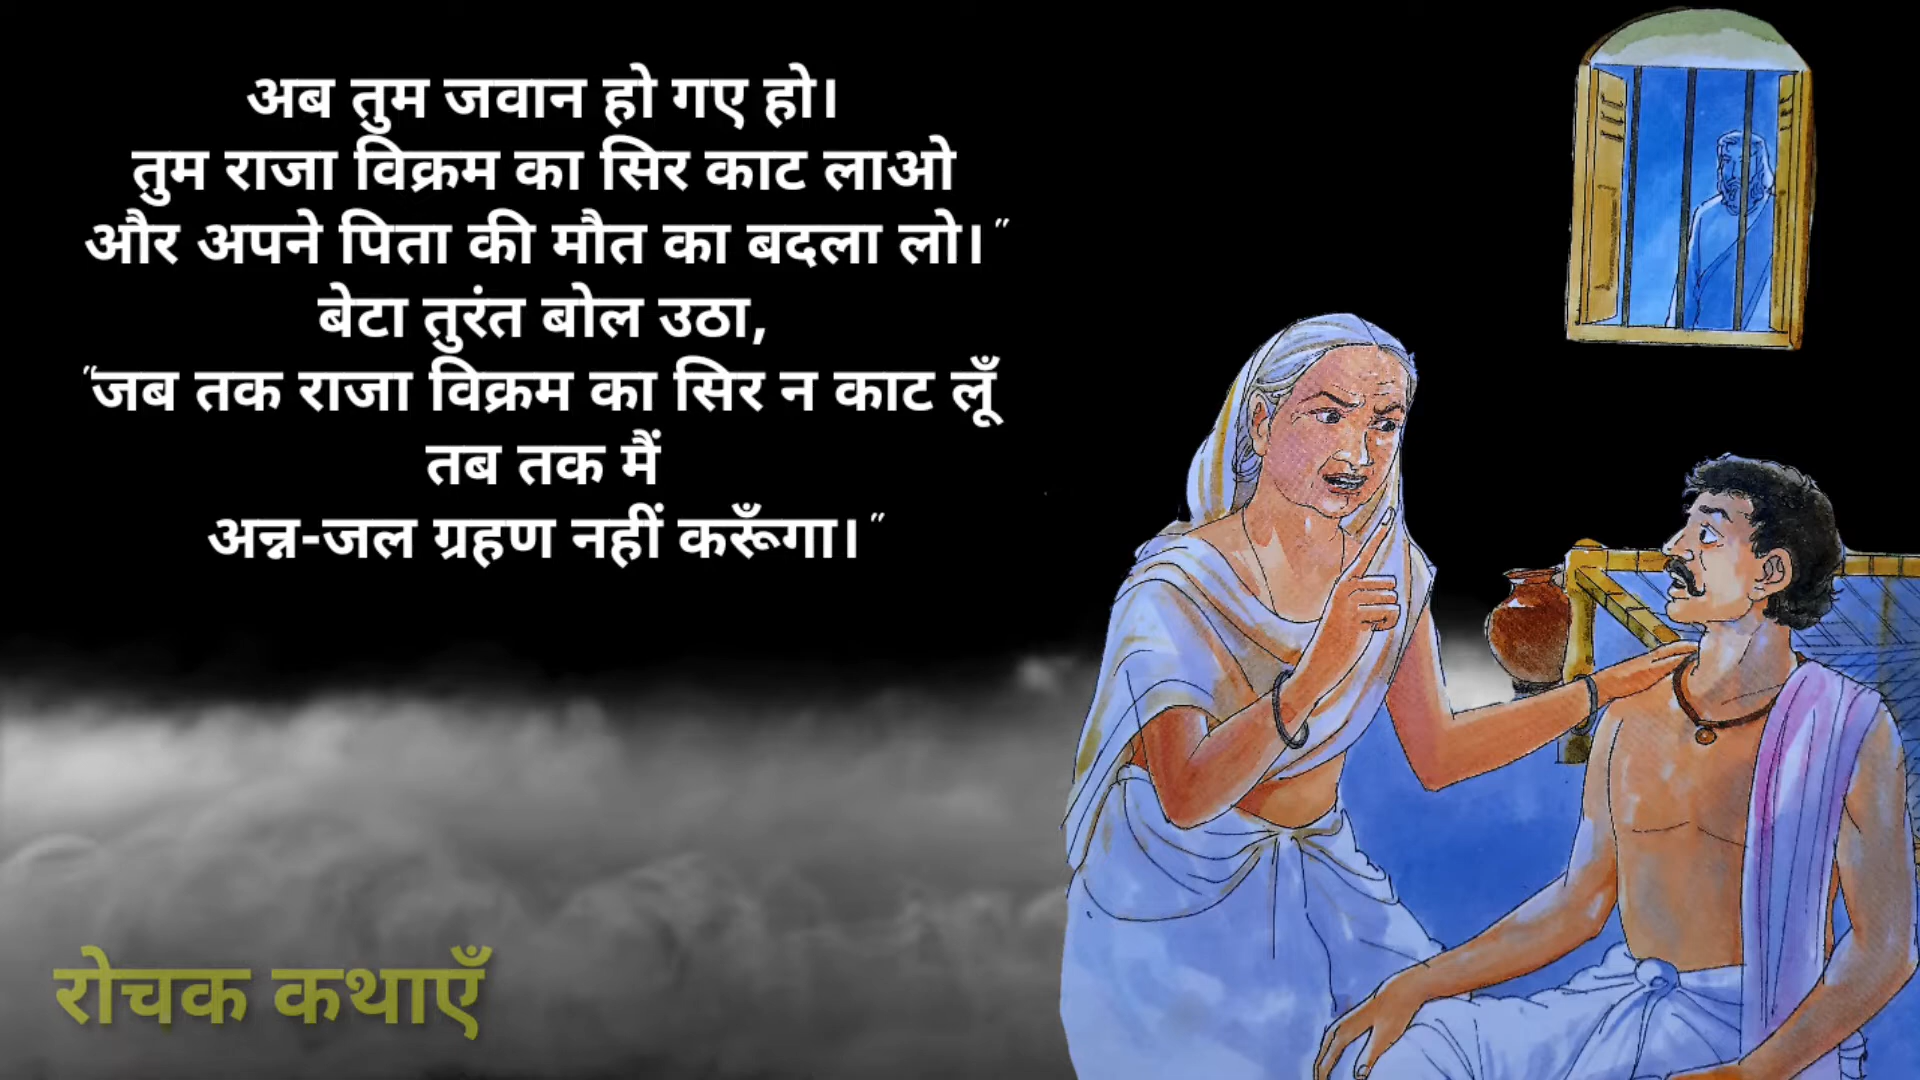 अब तुम जवान हो गए हो।
तुम राजा विक्रम का सिर काट लाओ
और अपने पिता की मौत का बदला लो।"
बेटा तुरंत बोल उठा,
"जब तक राजा विक्रम का सिर न काट लूँ
तब तक मैं
अन्न-जल ग्रहण नहीं करूँगा।"
रोचक कथाएँ